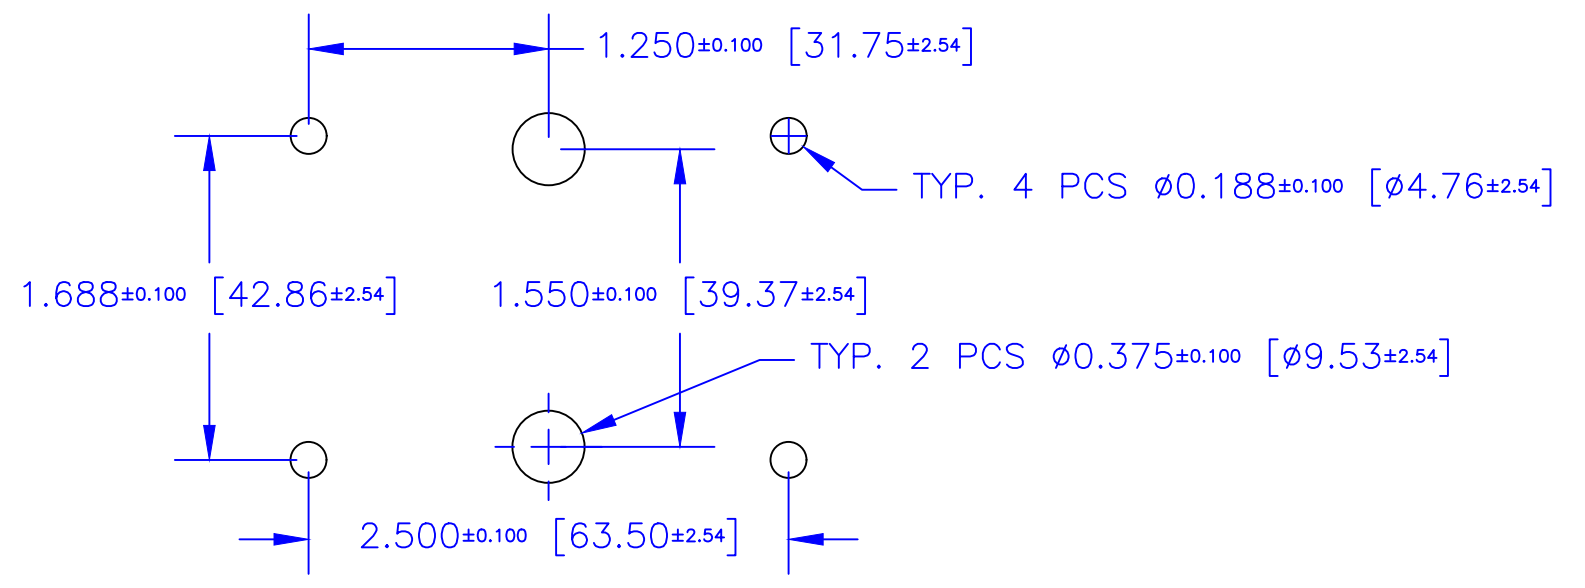 1.250±0.100 [31.75±2.54]
TYP. 4 PCS ø0.188±0.100 [ø4.76±2.54]
1.688±0.100 [42.86±2.54]
1.550±0.100 [39.37±2.54]
TYP. 2 PCS ø0.375±0.100 [ø9.53±2.54]
2.500±0.100 [63.50±2.54]